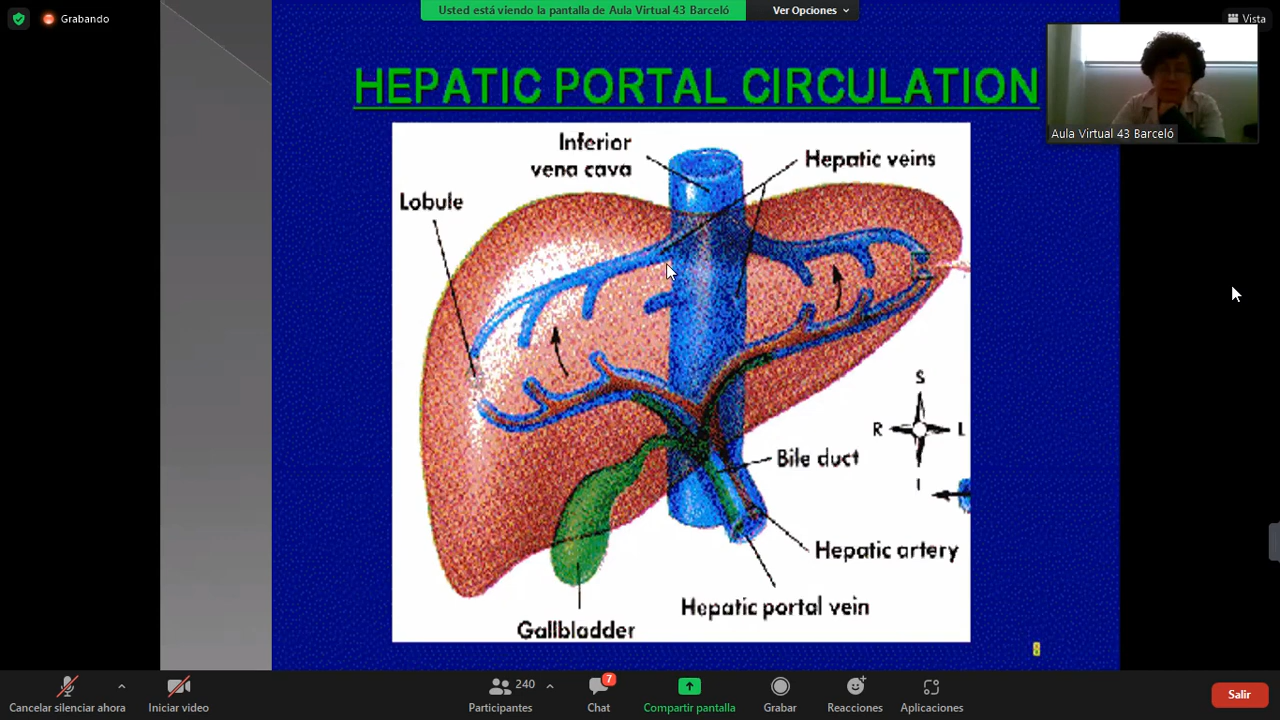 Grabando
Usted está viendo la pantalla de Aula Virtual 43 Barceló
Ver Opciones
Vista
HEPATIC PORTAL CIRCULATION
Aula Virtual 43 Barceló
Inferior
vena cava
Hepatic veins
Lobule
S
R
L
I
Bile duct
Hepatic artery
Hepatic portal vein
Gallbladder
8
Cancelar silenciar ahora
Iniciar video
240
Participantes
7
Chat
Compartir pantalla
Grabar
Reacciones
Aplicaciones
Salir